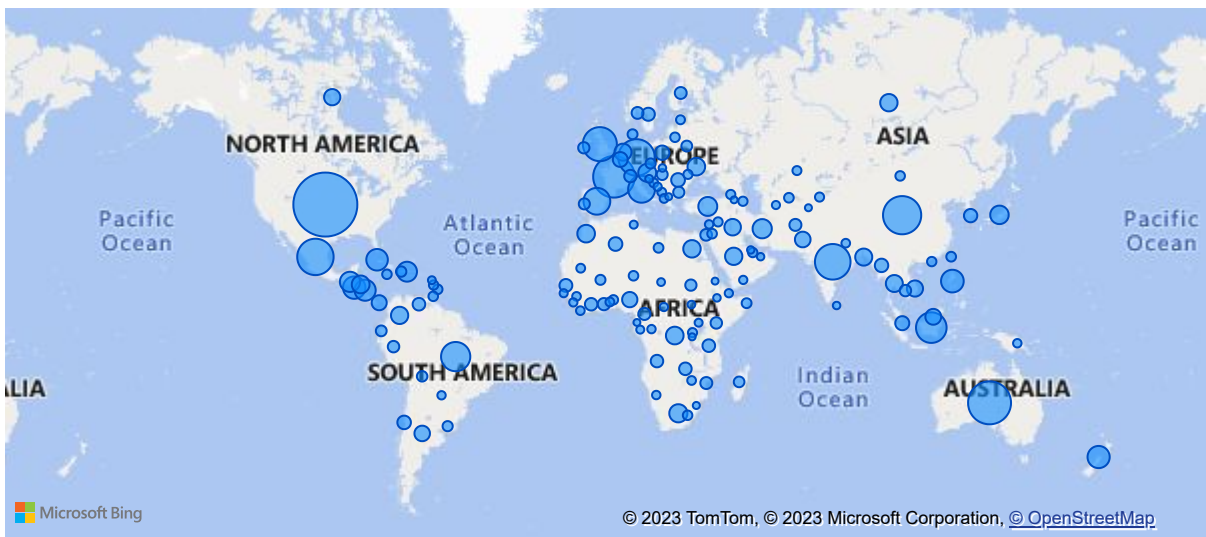 NORTH AMERICA
ASIA
EUROPE
Pacific
Ocean
Atlantic
Ocean
Pacific
Ocean
AFRICA
SOUTH AMERICA
Indian
Ocean
ALIA
AUSTRALIA
Microsoft Bing
© 2023 TomTom, © 2023 Microsoft Corporation, © OpenStreetMap